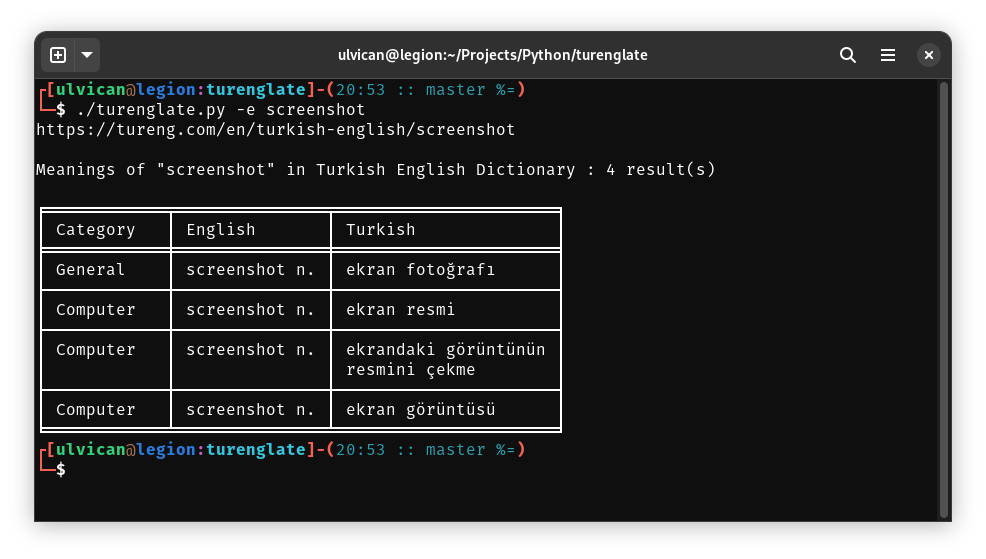 ulvican@legion:~/Projects/Python/turenglate
[ulvican@legion:turenglate]-(20:53 :: master %=)
$ ./turenglate.py -e screenshot
https://tureng.com/en/turkish-english/screenshot
Meanings of "screenshot" in Turkish English Dictionary : 4 result(s)
Category English Turkish
General screenshot n. ekran fotoğrafı
Computer screenshot n. ekran resmi
Computer screenshot n. ekrandaki görüntünün
resmini çekme
Computer screenshot n. ekran görüntüsü
[ulvican@legion:turenglate]-(20:53 :: master %=)
$